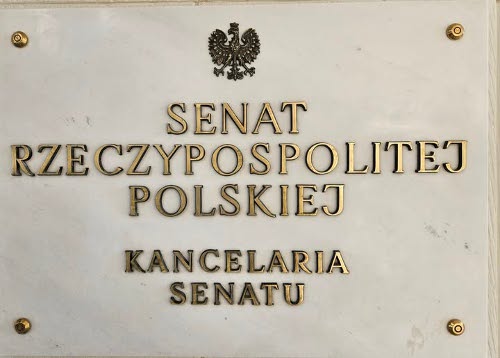 SENAT
RZECZYPOSPOLITEJ
POLSKIEJ
KANCELARIA
SENATU